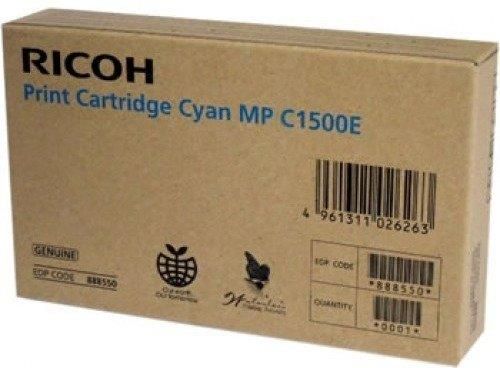 RICOH
Print Cartridge Cyan MP C1500E
4 961311 026263
GENUINE
EDP CODE 888550
EDP CODE
*888550*
QUANTITY
*0001*